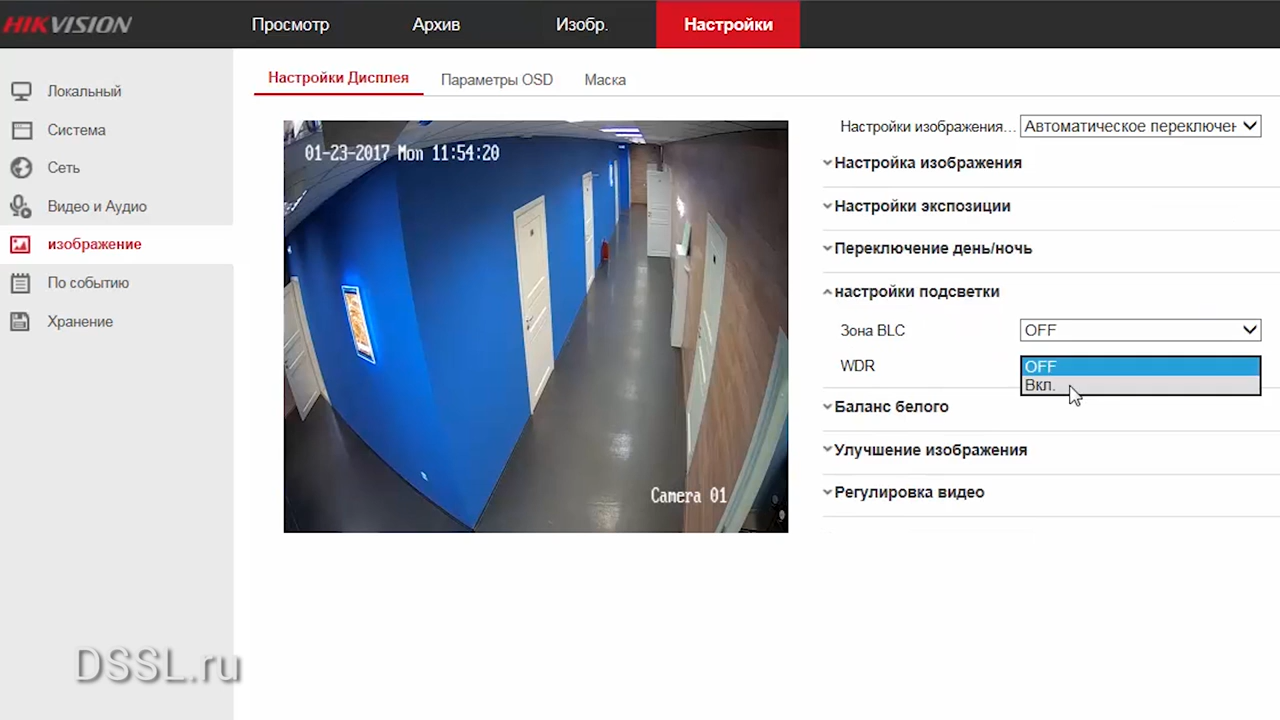 HIKVISION
Просмотр
Архив
Изобр.
Настройки
Локальный
Система
Сеть
Видео и Аудио
изображение
По событию
Хранение
Настройки Дисплея
Параметры OSD
Маска
01-23-2017 Mon 11:54:20
Camera 01
Настройки изображения... Автоматическое переключен
Настройка изображения
Настройки экспозиции
Переключение день/ночь
настройки подсветки
Зона BLC OFF
WDR OFF
Вкл.
Баланс белого
Улучшение изображения
Регулировка видео
DSSL.ru